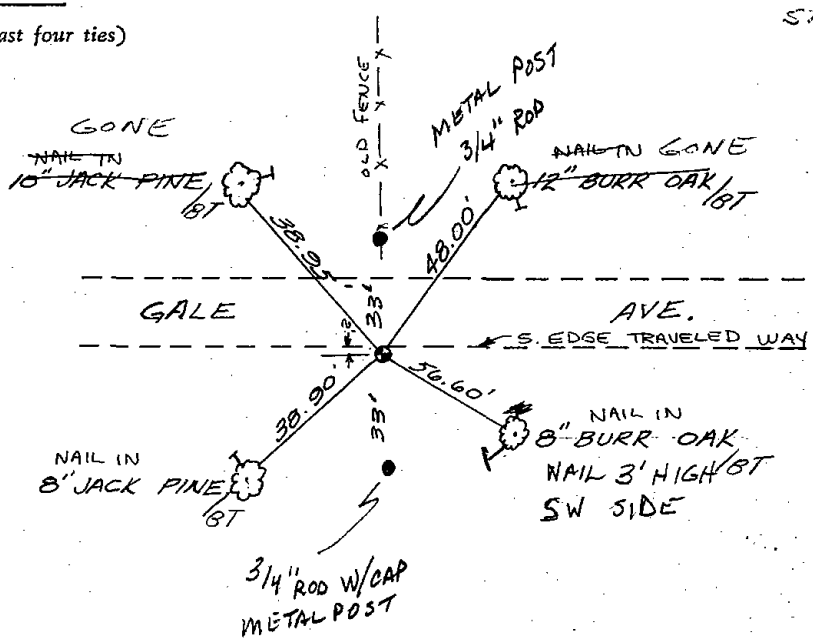 ast four ties)
GONE
NAIL IN
10" JACK PINE/BT
OLD FENCE
METAL POST
3/4" ROD
NAIL IN GONE
12" BURR OAK/BT
38.95'
48.00'
33'
GALE AVE.
S. EDGE TRAVELED WAY
38.90'
56.60'
33'
NAIL IN
8" JACK PINE/BT
NAIL IN
8" BURR OAK
NAIL 3' HIGH/BT
SW SIDE
3/4" ROD W/CAP
METAL POST